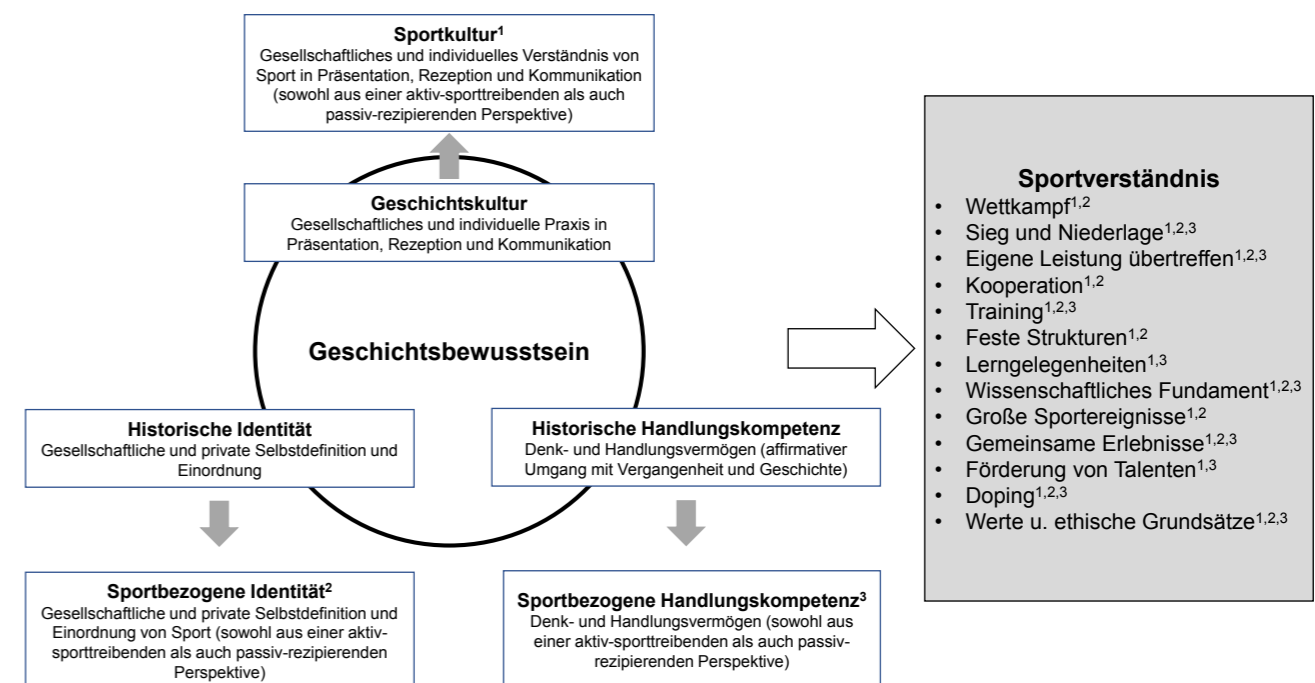 Sportkultur¹
Gesellschaftliches und individuelles Verständnis von
Sport in Präsentation, Rezeption und Kommunikation
(sowohl aus einer aktiv-sporttreibenden als auch
passiv-rezipierenden Perspektive)
Geschichtskultur
Gesellschaftliches und individuelle Praxis in
Präsentation, Rezeption und Kommunikation
Geschichtsbewusstsein
Historische Identität
Gesellschaftliche und private Selbstdefinition und
Einordnung
Historische Handlungskompetenz
Denk- und Handlungsvermögen (affirmativer
Umgang mit Vergangenheit und Geschichte)
Sportbezogene Identität²
Gesellschaftliche und private Selbstdefinition und
Einordnung von Sport (sowohl aus einer aktiv-
sporttreibenden als auch passiv-rezipierenden
Perspektive)
Sportbezogene Handlungskompetenz³
Denk- und Handlungsvermögen (sowohl aus
einer aktiv-sporttreibenden als auch passiv-
rezipierenden Perspektive)
Sportverständnis
• Wettkampf¹,²
• Sieg und Niederlage¹,²,³
• Eigene Leistung übertreffen¹,²,³
• Kooperation¹,²
• Training¹,²,³
• Feste Strukturen¹,²
• Lerngelegenheiten¹,³
• Wissenschaftliches Fundament¹,²,³
• Große Sportereignisse¹,²
• Gemeinsame Erlebnisse¹,²,³
• Förderung von Talenten¹,³
• Doping¹,²,³
• Werte u. ethische Grundsätze¹,²,³